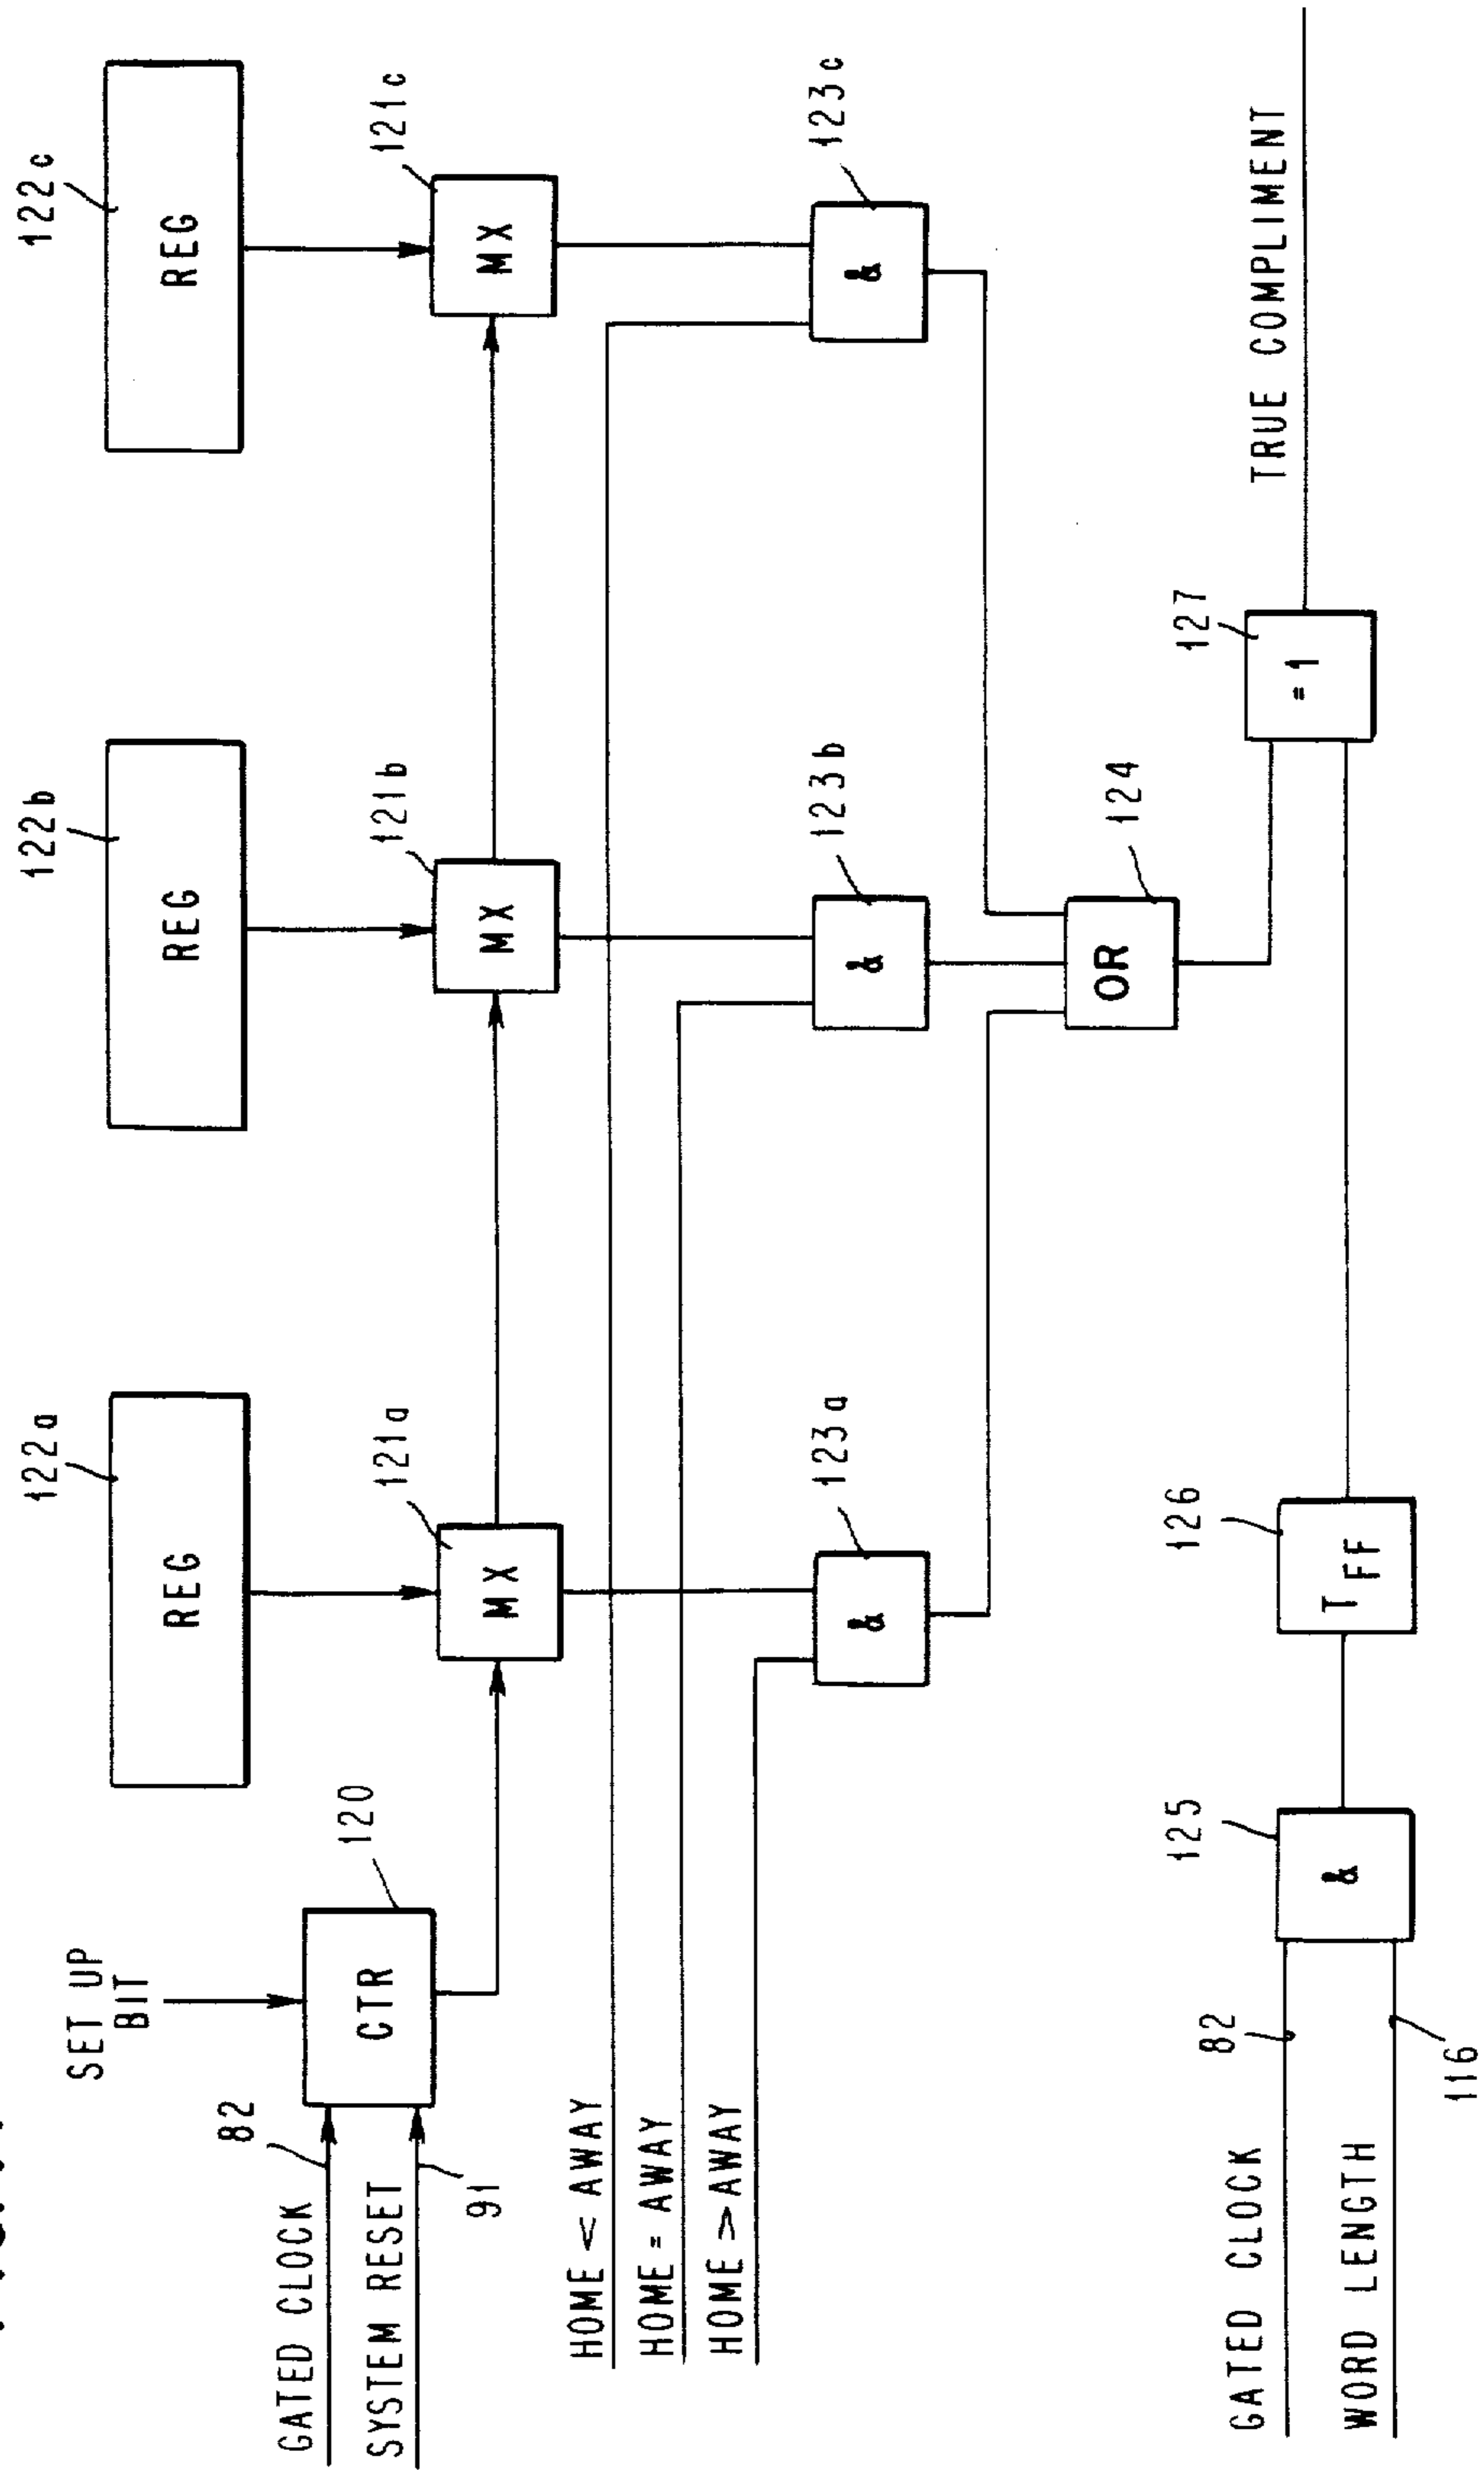 122a
122b
122c
REG
REG
REG
SET UP
BIT
120
121a
121b
121c
CTR
MX
MX
MX
82
GATED CLOCK
SYSTEM RESET
91
HOME < AWAY
HOME = AWAY
HOME > AWAY
123a
123b
123c
&
&
&
124
OR
125
126
127
TRUE COMPLIMENT
= 1
82
GATED CLOCK
&
T FF
WORD LENGTH
116